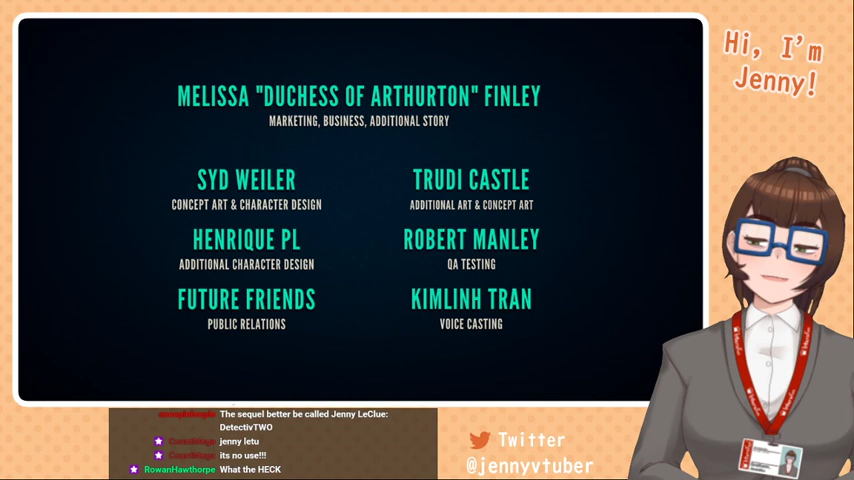 Hi, I'm
Jenny!
MELISSA "DUCHESS OF ARTHURTON" FINLEY
MARKETING, BUSINESS, ADDITIONAL STORY
SYD WEILER
CONCEPT ART & CHARACTER DESIGN
TRUDI CASTLE
ADDITIONAL ART & CONCEPT ART
HENRIQUE PL
ADDITIONAL CHARACTER DESIGN
ROBERT MANLEY
QA TESTING
FUTURE FRIENDS
PUBLIC RELATIONS
KIMLINH TRAN
VOICE CASTING
The sequel better be called Jenny LeClue:
DetectivTWO
jenny letu
its no use!!!
RowanHawthorpe What the HECK
Twitter
@jennyvtuber